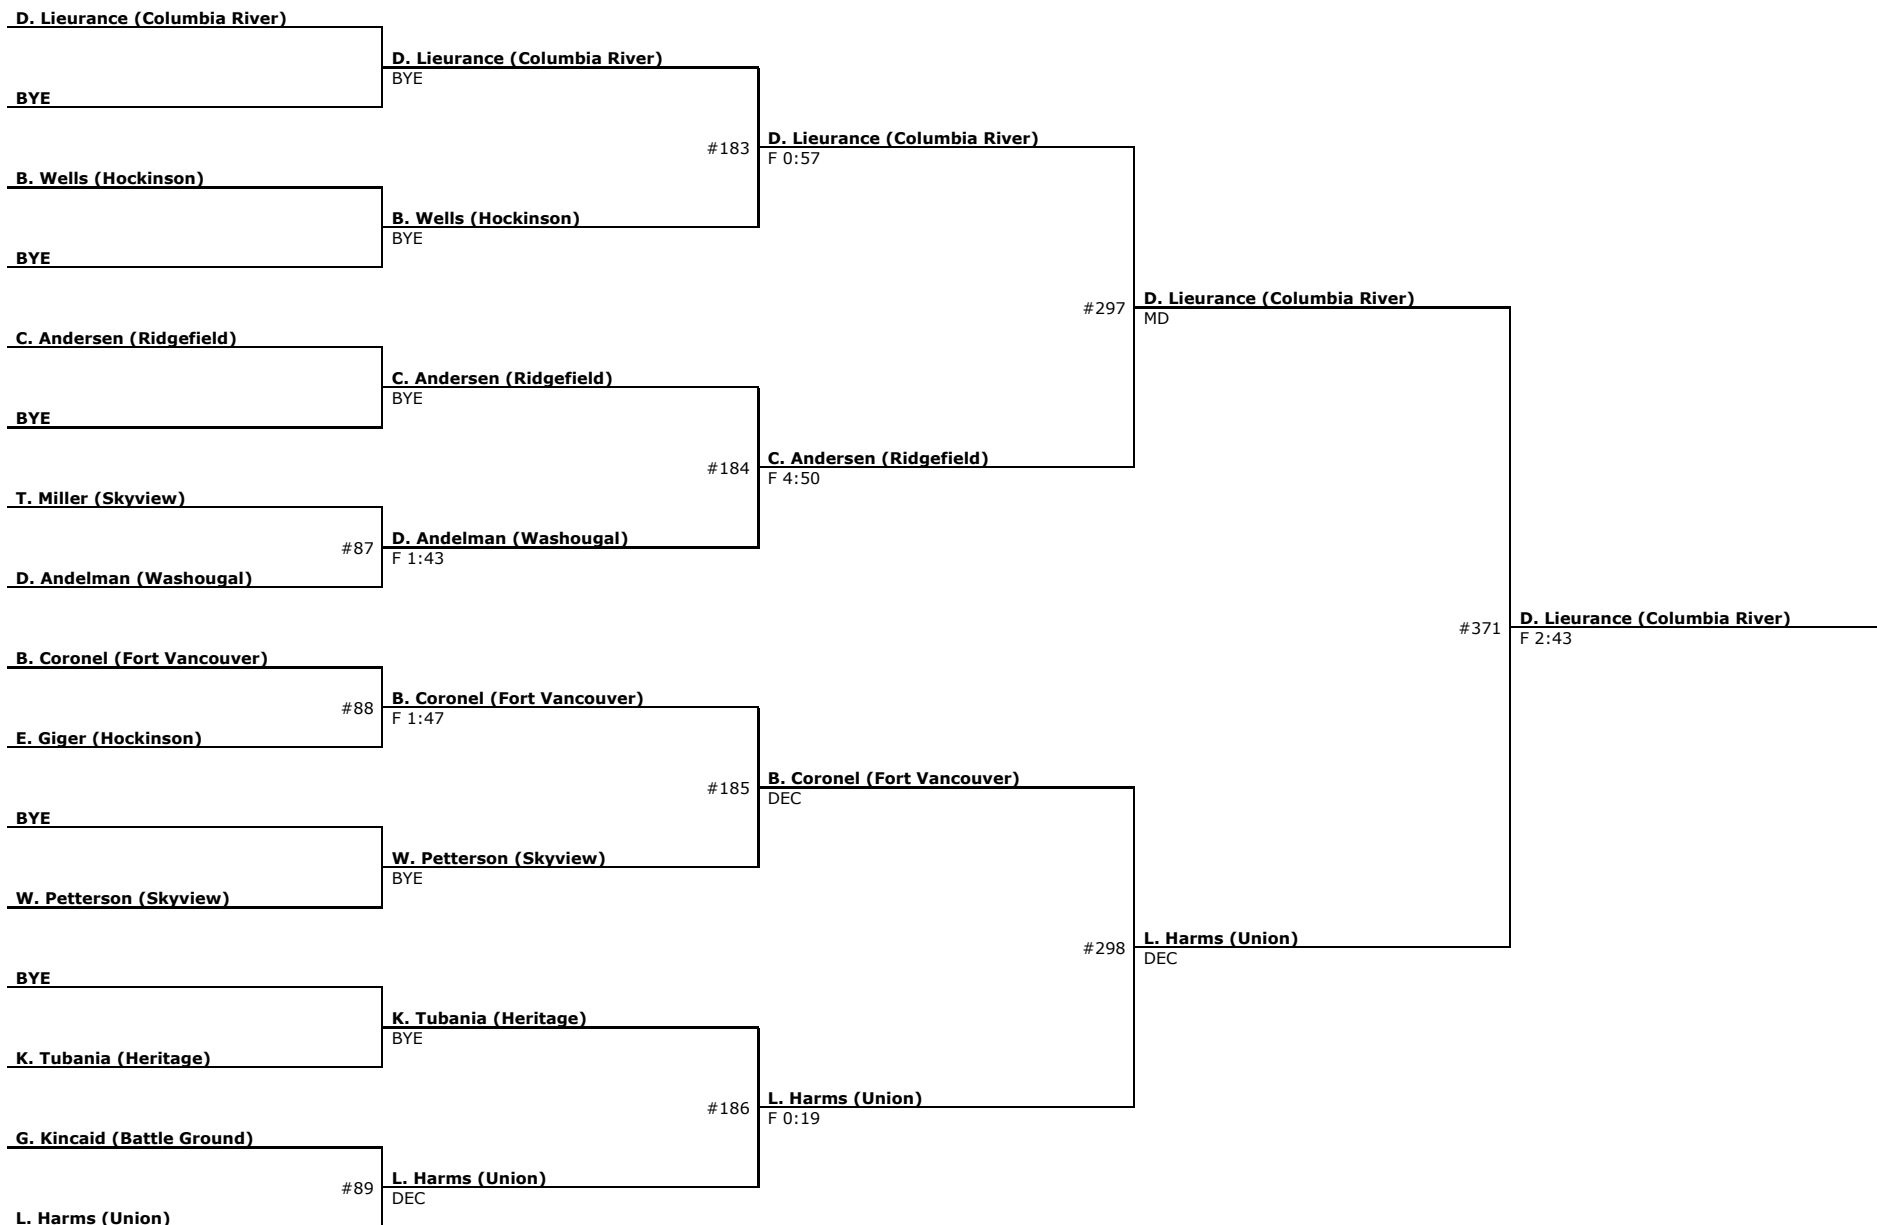 D. Lieurance (Columbia River)
D. Lieurance (Columbia River)
BYE
BYE
#183
D. Lieurance (Columbia River)
F 0:57
B. Wells (Hockinson)
B. Wells (Hockinson)
BYE
BYE
#297
D. Lieurance (Columbia River)
MD
C. Andersen (Ridgefield)
C. Andersen (Ridgefield)
BYE
BYE
#184
C. Andersen (Ridgefield)
F 4:50
T. Miller (Skyview)
#87
D. Andelman (Washougal)
F 1:43
D. Andelman (Washougal)
#371
D. Lieurance (Columbia River)
F 2:43
B. Coronel (Fort Vancouver)
#88
B. Coronel (Fort Vancouver)
F 1:47
E. Giger (Hockinson)
#185
B. Coronel (Fort Vancouver)
DEC
BYE
W. Petterson (Skyview)
BYE
W. Petterson (Skyview)
#298
L. Harms (Union)
DEC
BYE
K. Tubania (Heritage)
BYE
K. Tubania (Heritage)
#186
L. Harms (Union)
F 0:19
G. Kincaid (Battle Ground)
#89
L. Harms (Union)
DEC
L. Harms (Union)